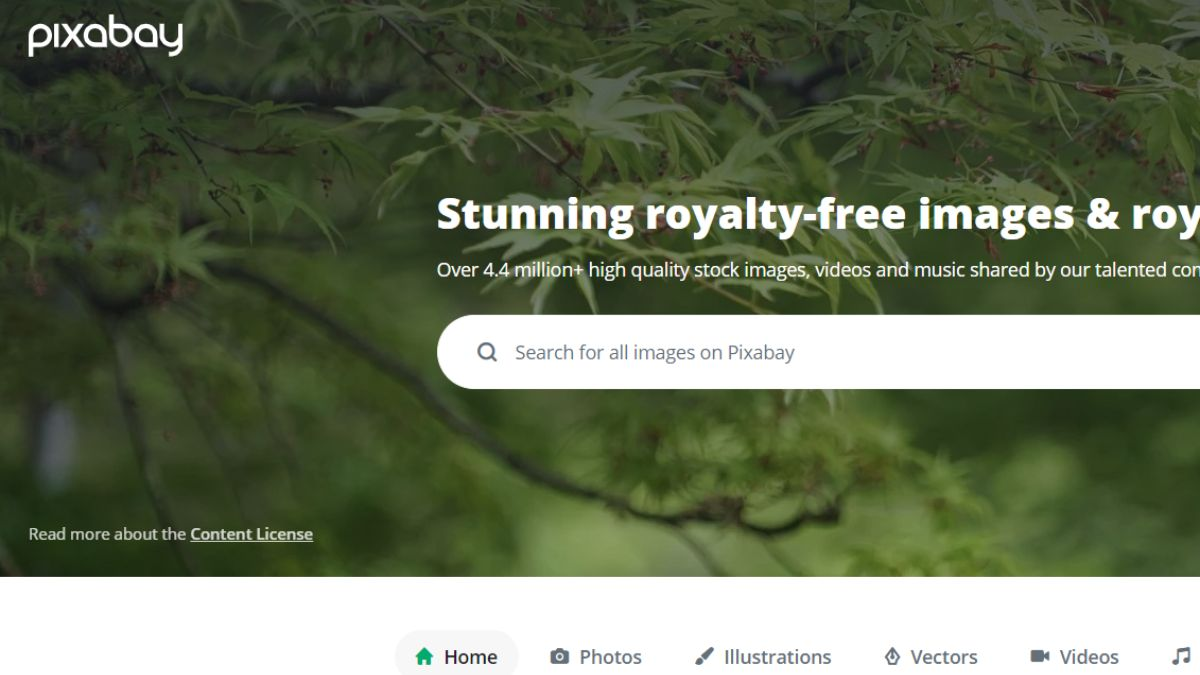 pixabay
Stunning royalty-free images & roy
Over 4.4 million+ high quality stock images, videos and music shared by our talented con
Search for all images on Pixabay
Read more about the Content License
Home Photos Illustrations Vectors Videos